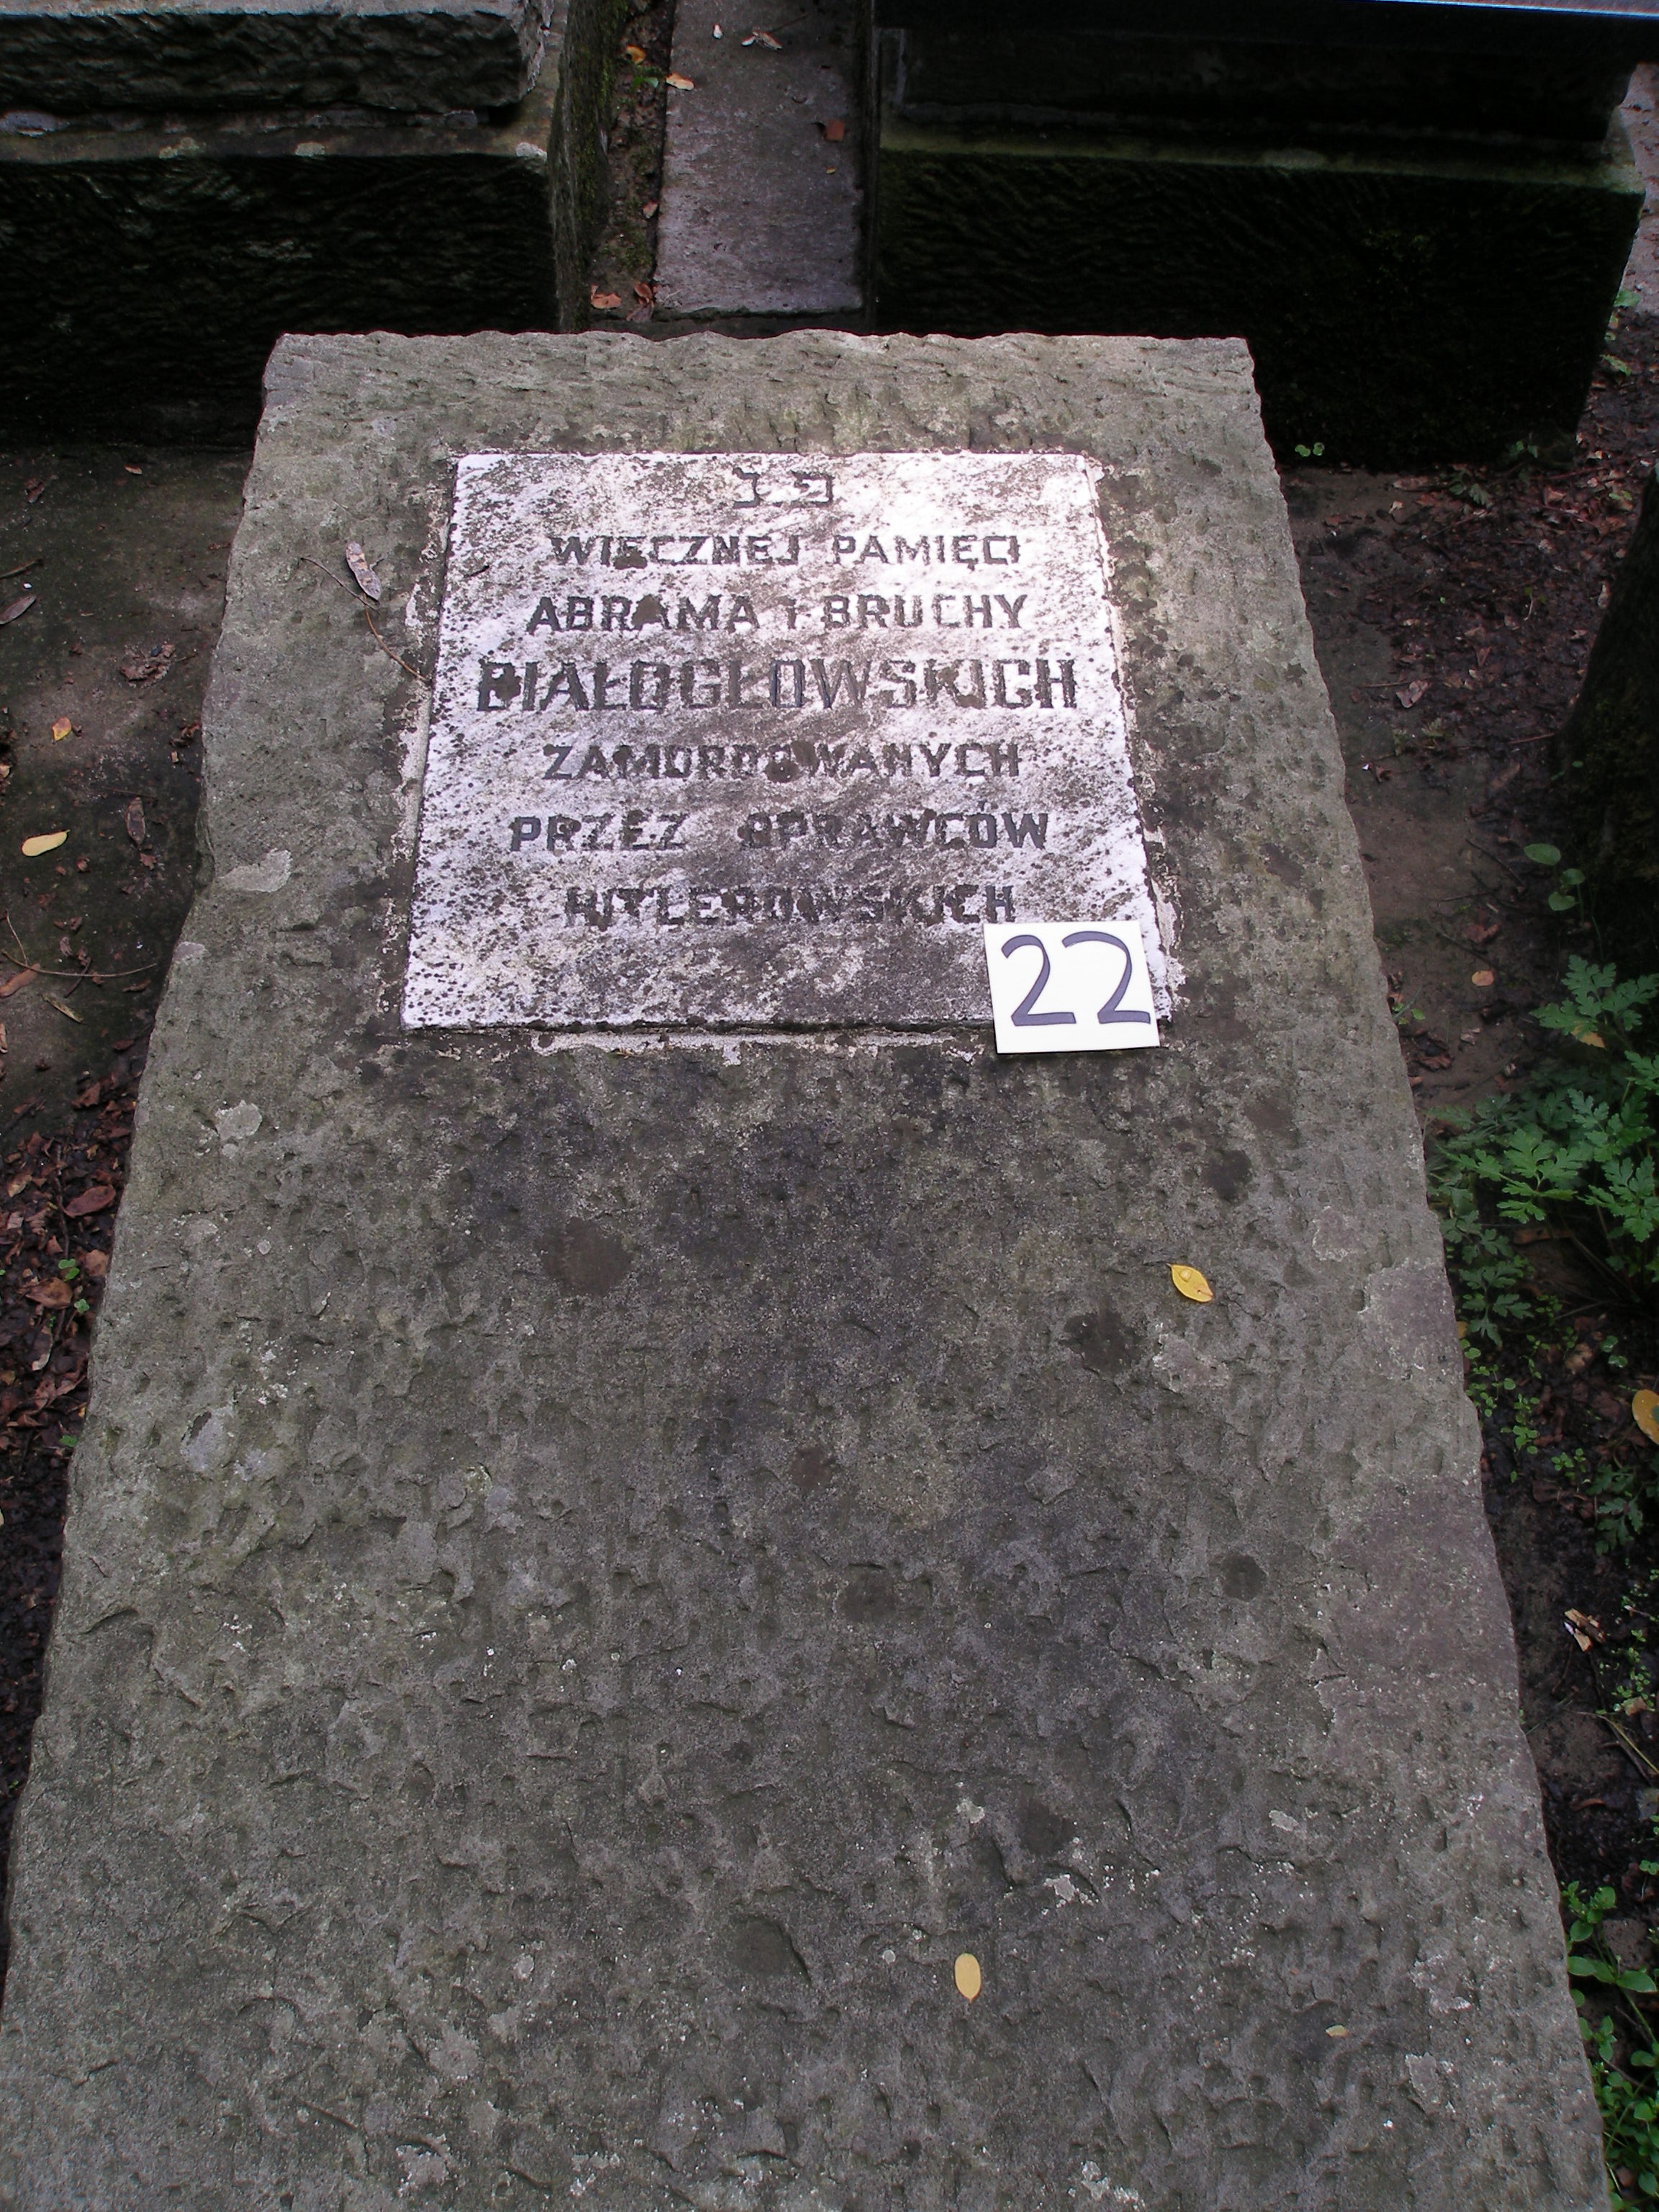 פ.נ.
WIECZNEJ PAMIĘCI
ABRAMA i BRUCHY
BIAŁOGŁOWSKICH
ZAMORDOWANYCH
PRZEZ OPRAWCÓW
HITLEROWSKICH
22